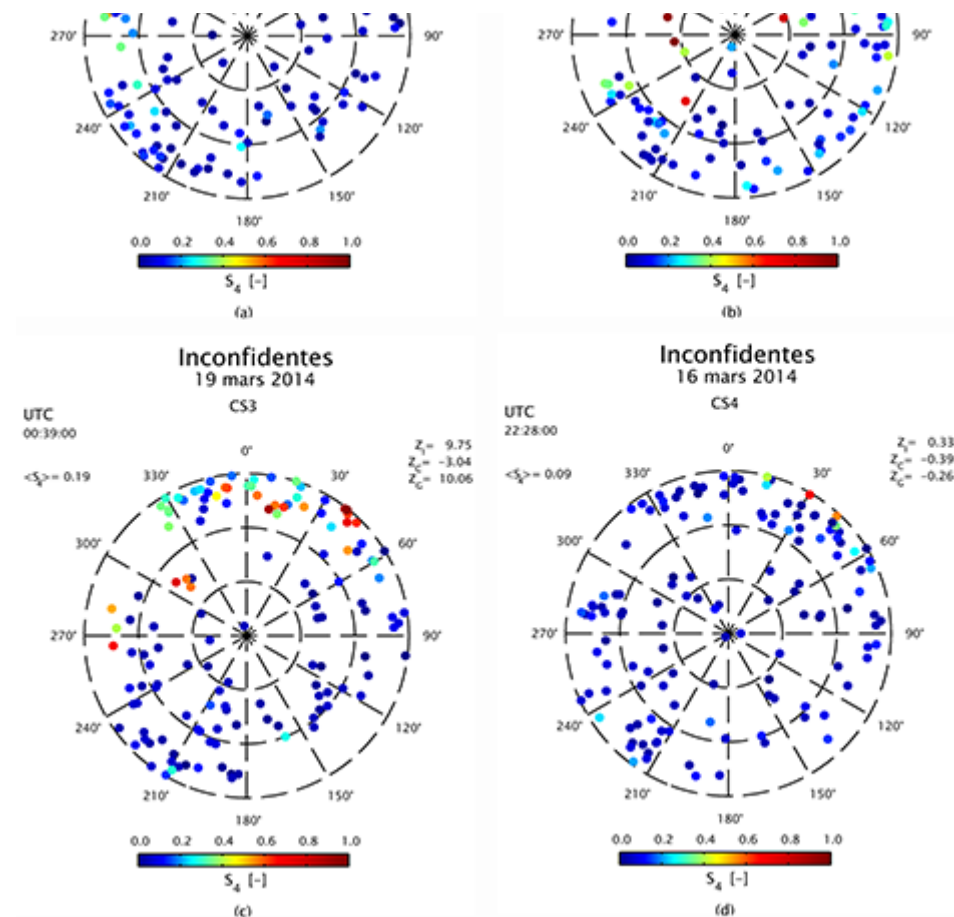 270° 90°
240° 120°
210° 150°
180°
0.0 0.2 0.4 0.6 0.8 1.0
S4 [-]
(a)
270° 90°
240° 120°
210° 150°
180°
0.0 0.2 0.4 0.6 0.8 1.0
S4 [-]
(b)
Inconfidentes
19 mars 2014
CS3
UTC
00:39:00
<S4>= 0.19
9.75
-3.04
10.06
0°
330° 30°
300° 60°
270° 90°
240° 120°
210° 150°
180°
0.0 0.2 0.4 0.6 0.8 1.0
S4 [-]
(c)
Inconfidentes
16 mars 2014
CS4
UTC
22:28:00
<S4>= 0.09
0.33
-0.39
-0.26
0°
330° 30°
300° 60°
270° 90°
240° 120°
210° 150°
180°
0.0 0.2 0.4 0.6 0.8 1.0
S4 [-]
(d)